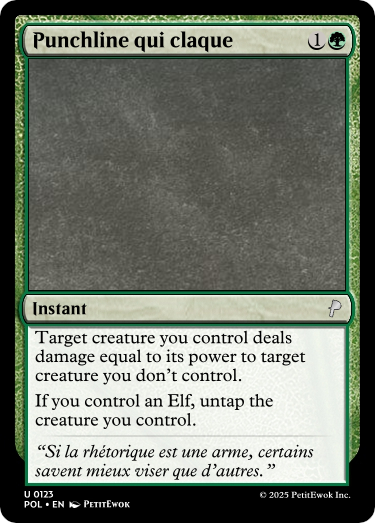 Punchline qui claque 1
Instant
Target creature you control deals
damage equal to its power to target
creature you don't control.
If you control an Elf, untap the
creature you control.
“Si la rhétorique est une arme, certains
savent mieux viser que d'autres.”
U 0123
POL • EN PetitEwok
© 2025 PetitEwok Inc.